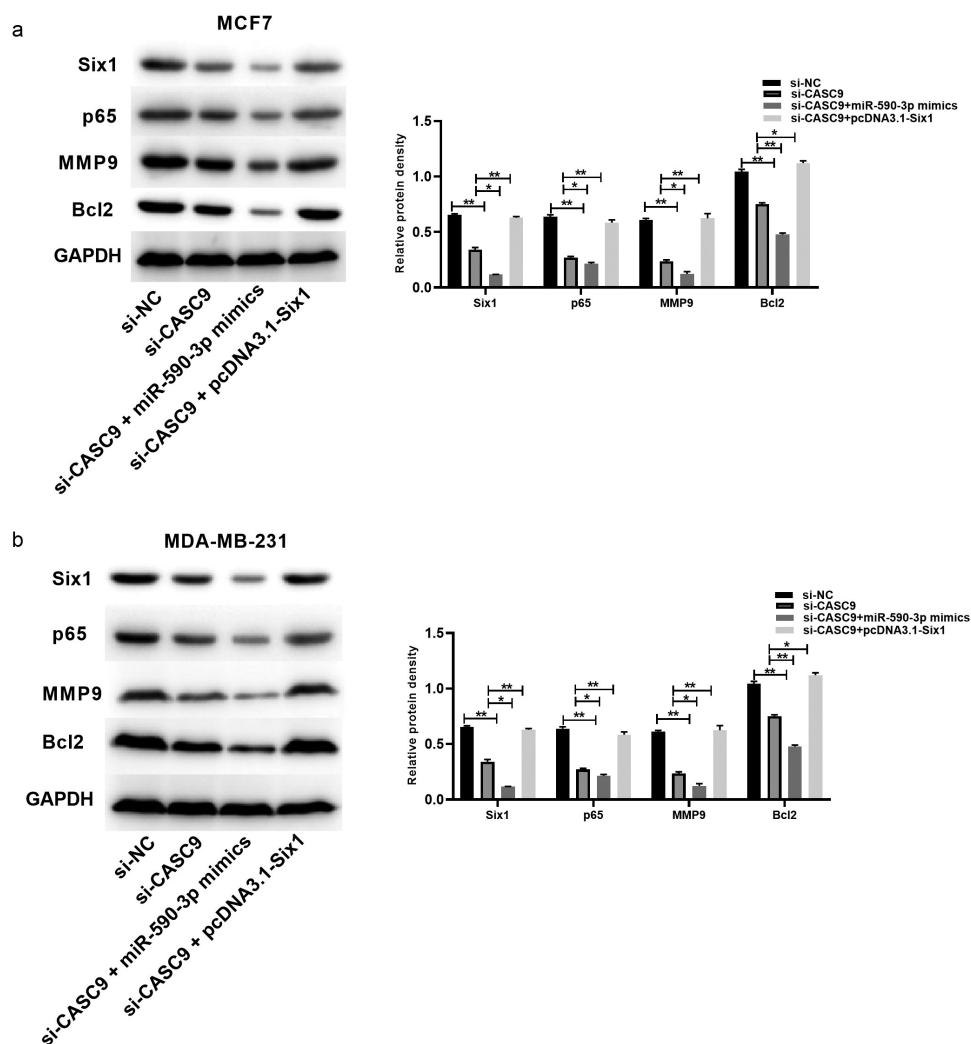 a
MCF7
Six1
p65
MMP9
Bcl2
GAPDH
si-NC
si-CASC9
si-CASC9 + miR-590-3p mimics
si-CASC9 + pcDNA3.1-Six1
si-NC
si-CASC9
si-CASC9+miR-590-3p mimics
si-CASC9+pcDNA3.1-Six1
Relative protein density
1.5
1.0
0.5
0.0
** * **
** * **
** * **
** ** *
Six1 p65 MMP9 Bcl2
b
MDA-MB-231
Six1
p65
MMP9
Bcl2
GAPDH
si-NC
si-CASC9
si-CASC9 + miR-590-3p mimics
si-CASC9 + pcDNA3.1-Six1
si-NC
si-CASC9
si-CASC9+miR-590-3p mimics
si-CASC9+pcDNA3.1-Six1
Relative protein density
1.5
1.0
0.5
0.0
** * **
** * **
** * **
** ** *
Six1 p65 MMP9 Bcl2